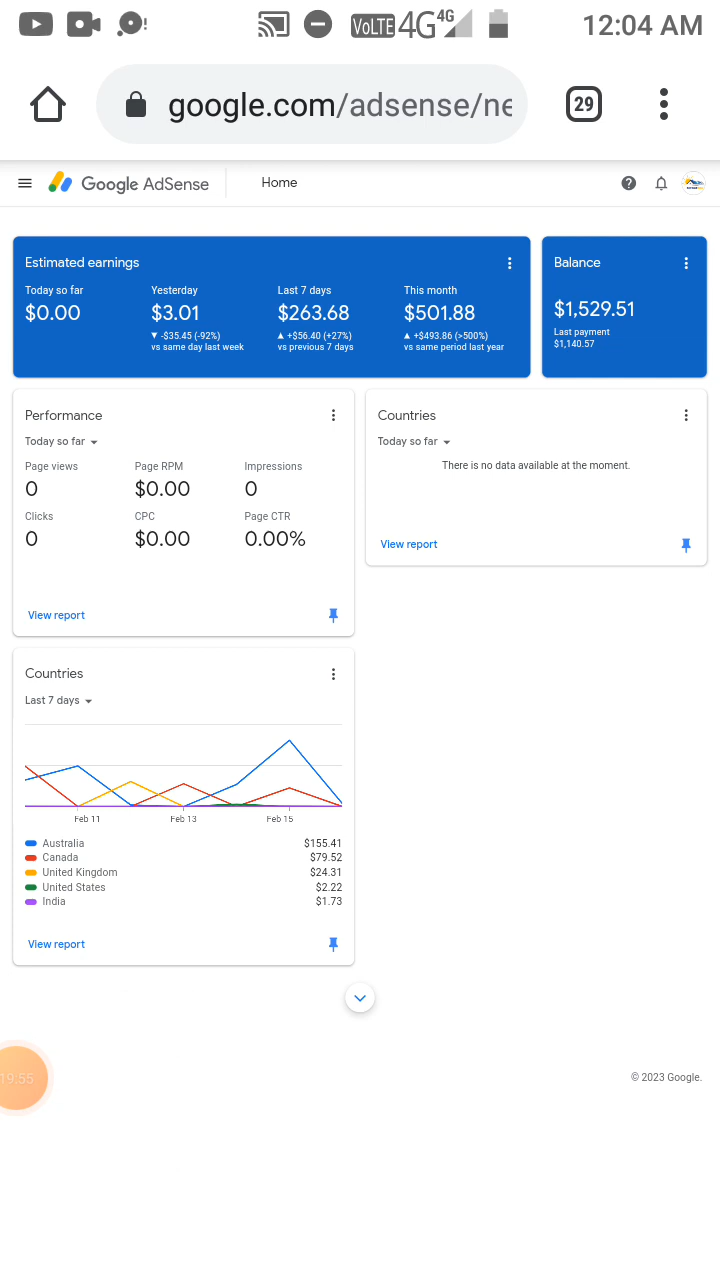 VoLTE 4G 4G 12:04 AM
google.com/adsense/ne
29
Google AdSense
Home
Estimated earnings
Today so far
Yesterday
Last 7 days
This month
$0.00
$3.01
$263.68
$501.88
▼ -$35.45 (-92%)
▲ +$56.40 (+27%)
▲ +$493.86 (>500%)
vs same day last week
vs previous 7 days
vs same period last year
Balance
$1,529.51
Last payment
$1,140.57
Performance
Today so far
Page views
Page RPM
Impressions
0
$0.00
0
Clicks
CPC
Page CTR
0
$0.00
0.00%
View report
Countries
Today so far
There is no data available at the moment.
View report
Countries
Last 7 days
Feb 11
Feb 13
Feb 15
Australia $155.41
Canada $79.52
United Kingdom $24.31
United States $2.22
India $1.73
View report
19:55
© 2023 Google.